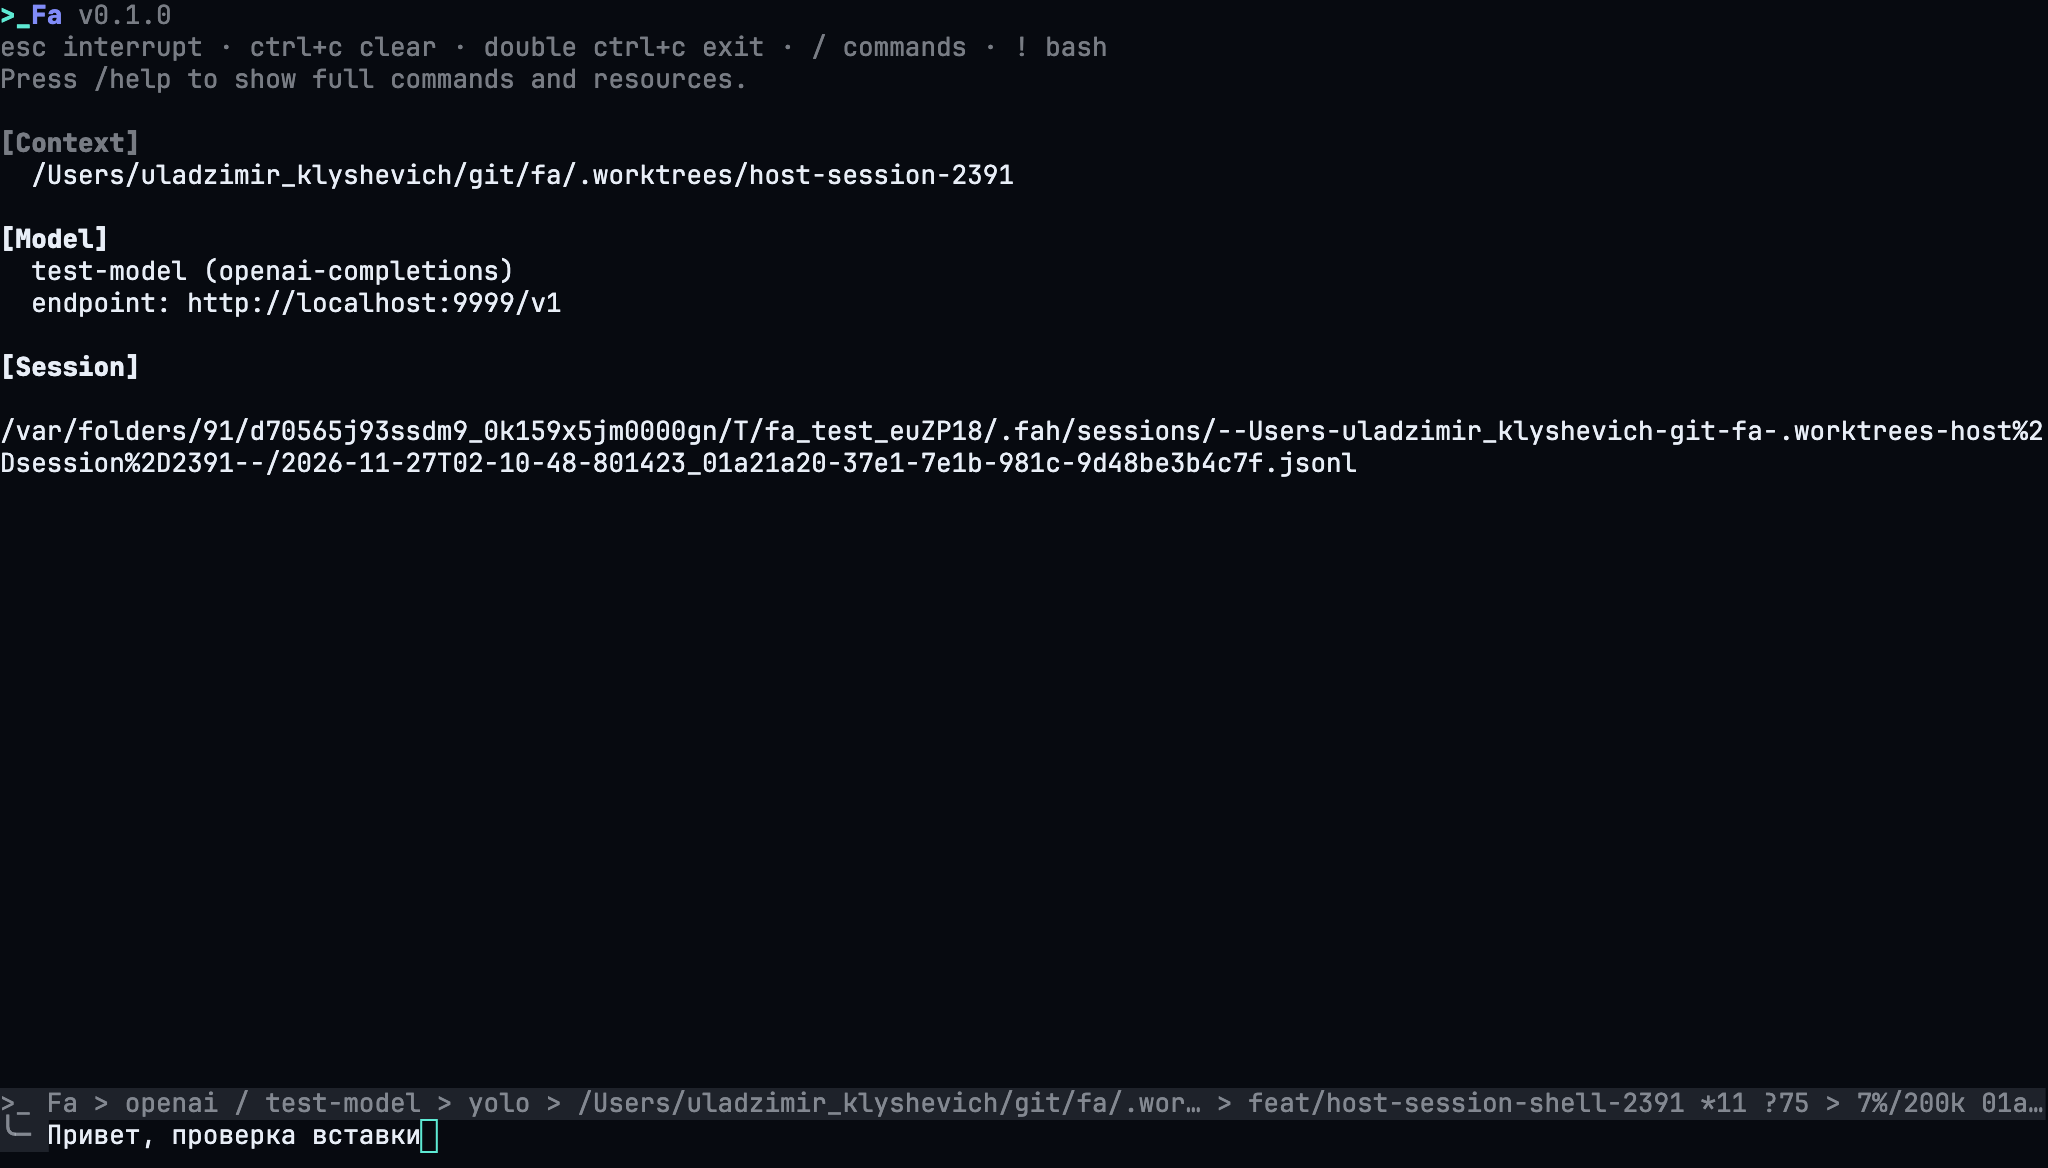 >_Fa v0.1.0
esc interrupt · ctrl+c clear · double ctrl+c exit · / commands · ! bash
Press /help to show full commands and resources.
[Context]
/Users/uladzimir_klyshevich/git/fa/.worktrees/host-session-2391
[Model]
test-model (openai-completions)
endpoint: http://localhost:9999/v1
[Session]
/var/folders/91/d70565j93ssdm9_0k159x5jm0000gn/T/fa_test_euZP18/.fah/sessions/--Users-uladzimir_klyshevich-git-fa-.worktrees-host%2
Dsession%2D2391--/2026-11-27T02-10-48-801423_01a21a20-37e1-7e1b-981c-9d48be3b4c7f.jsonl
>_ Fa > openai / test-model > yolo > /Users/uladzimir_klyshevich/git/fa/.wor… > feat/host-session-shell-2391 *11 ?75 > 7%/200k 01a…
Привет, проверка вставки